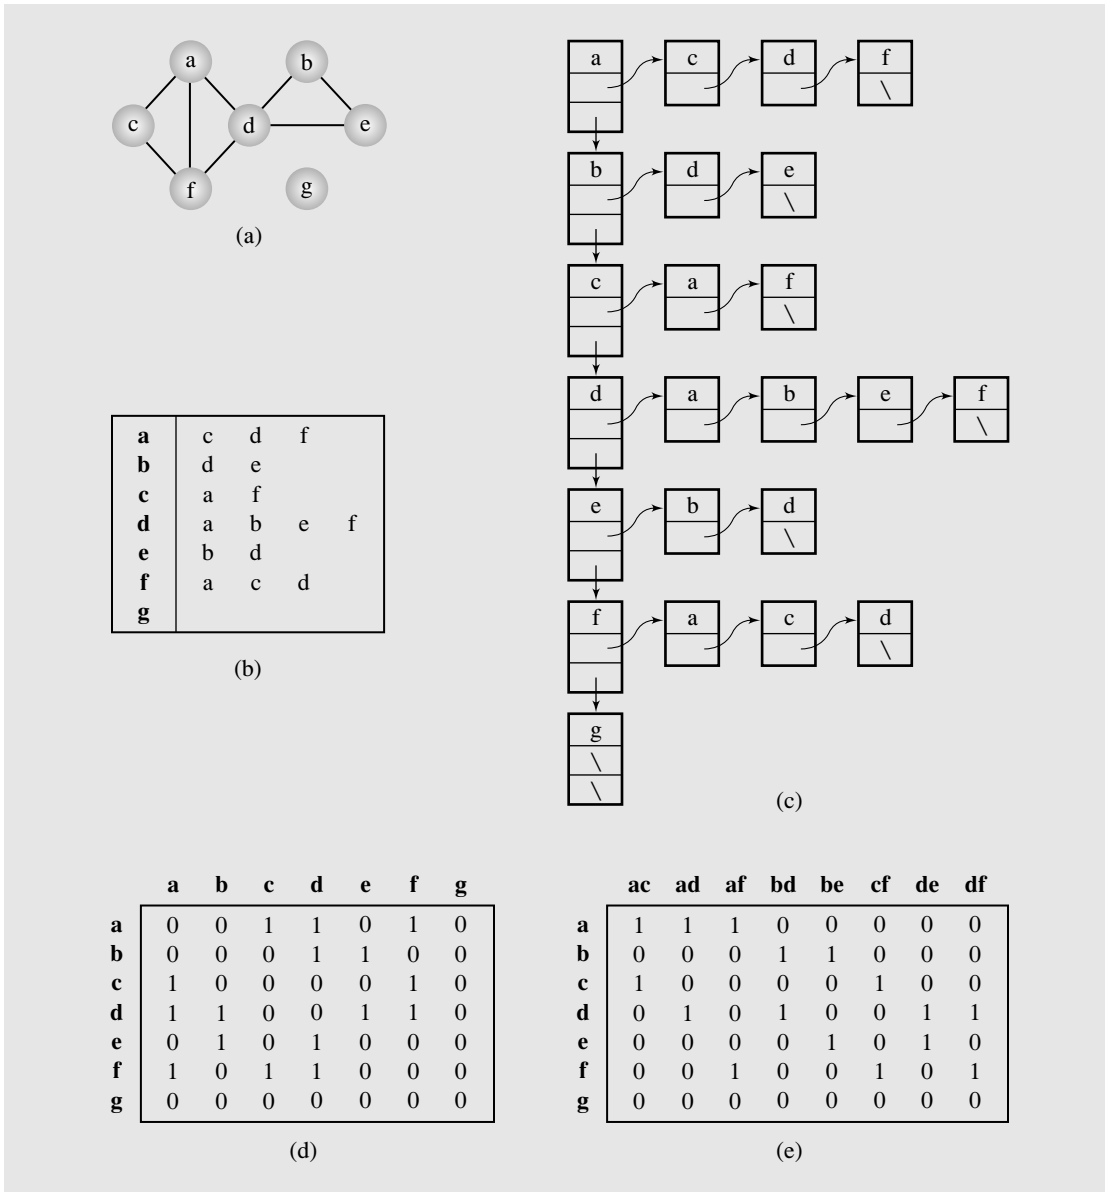 a b
c d e
f g
(a)
a c d f
b d e
c a f
d a b e f
e b d
f a c d
g
(b)
a c d f \
b d e \
c a f \
d a b e f \
e b d \
f a c d \
g
\
\
(c)
a b c d e f g
a 0 0 1 1 0 1 0
b 0 0 0 1 1 0 0
c 1 0 0 0 0 1 0
d 1 1 0 0 1 1 0
e 0 1 0 1 0 0 0
f 1 0 1 1 0 0 0
g 0 0 0 0 0 0 0
(d)
ac ad af bd be cf de df
a 1 1 1 0 0 0 0 0
b 0 0 0 1 1 0 0 0
c 1 0 0 0 0 1 0 0
d 0 1 0 1 0 0 1 1
e 0 0 0 0 1 0 1 0
f 0 0 1 0 0 1 0 1
g 0 0 0 0 0 0 0 0
(e)